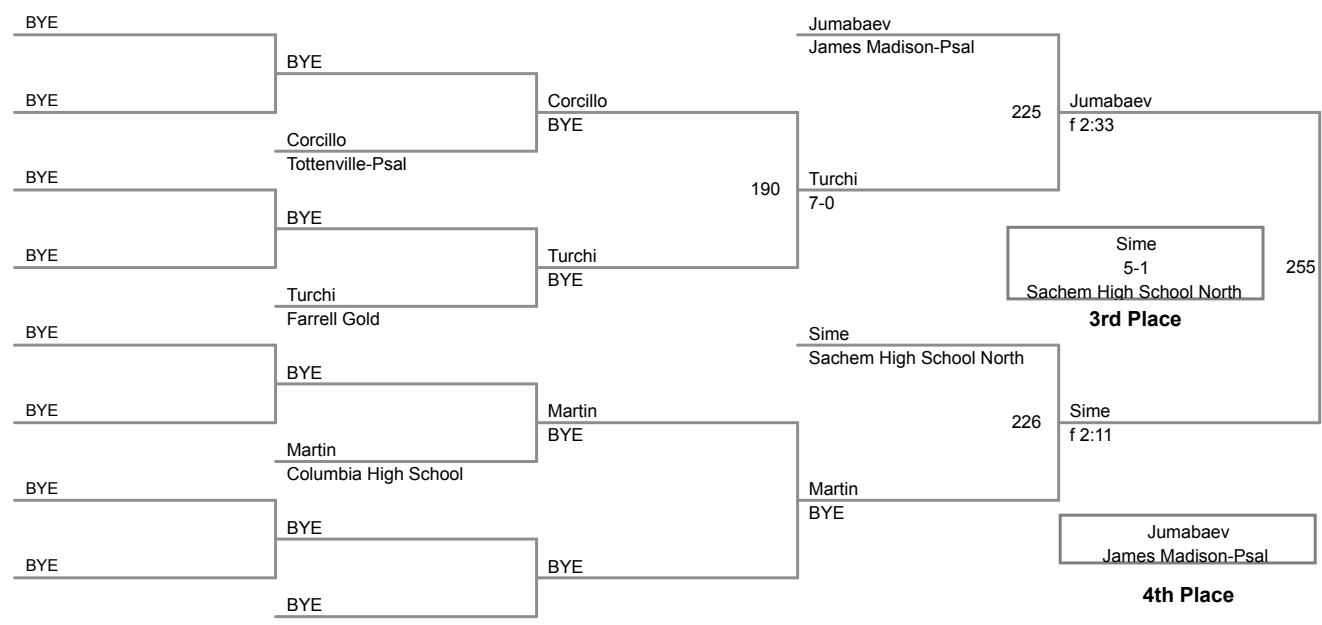 BYE
BYE
BYE
BYE
BYE
BYE
BYE
BYE
BYE
Corcillo
Tottenville-Psal
BYE
Turchi
Farrell Gold
BYE
Martin
Columbia High School
BYE
BYE
Corcillo
BYE
Turchi
BYE
Martin
BYE
BYE
190
Jumabaev
James Madison-Psal
Turchi
7-0
Sime
Sachem High School North
Martin
BYE
225
226
Jumabaev
f 2:33
Sime
f 2:11
255
Sime
5-1
Sachem High School North
3rd Place
Jumabaev
James Madison-Psal
4th Place